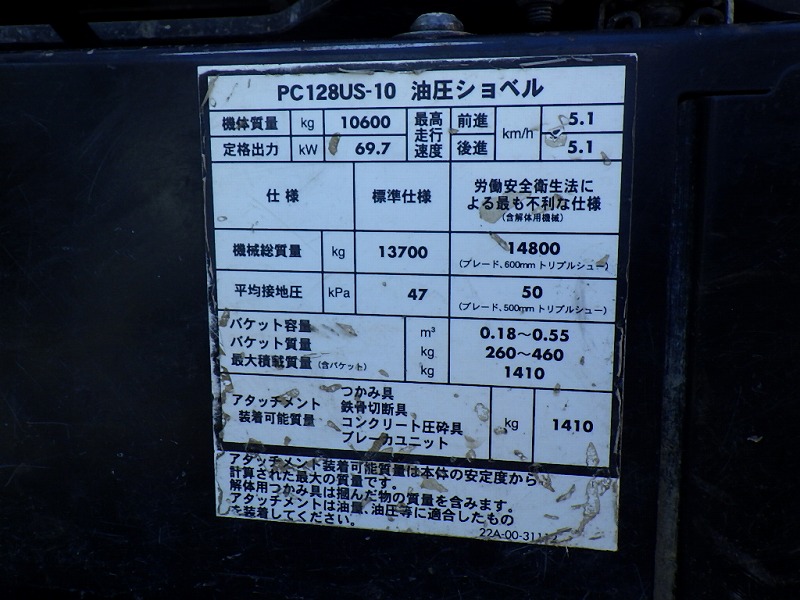 PC128US-10 油圧ショベル
機体質量 kg 10600 最高走行速度 前進 km/h 5.1
定格出力 kW 69.7 後進 5.1
仕様 標準仕様 労働安全衛生法による最も不利な仕様 (含解体用機械)
機械総質量 kg 13700 14800 (ブレード、600mm トリプルシュー)
平均接地圧 kPa 47 50 (ブレード、500mm トリプルシュー)
バケット容量 m³ 0.18〜0.55
バケット質量 kg 260〜460
最大積載質量 (含バケット) kg 1410
アタッチメント装着可能質量 つかみ具 鉄骨切断具 コンクリート圧砕具 ブレーカユニット kg 1410
アタッチメント装着可能質量は本体の安定度から
計算された最大の質量です。
解体用つかみ具は掴んだ物の質量を含みます。
アタッチメントは油量、油圧等に適合したもの
を装着してください。
22A-00-3111